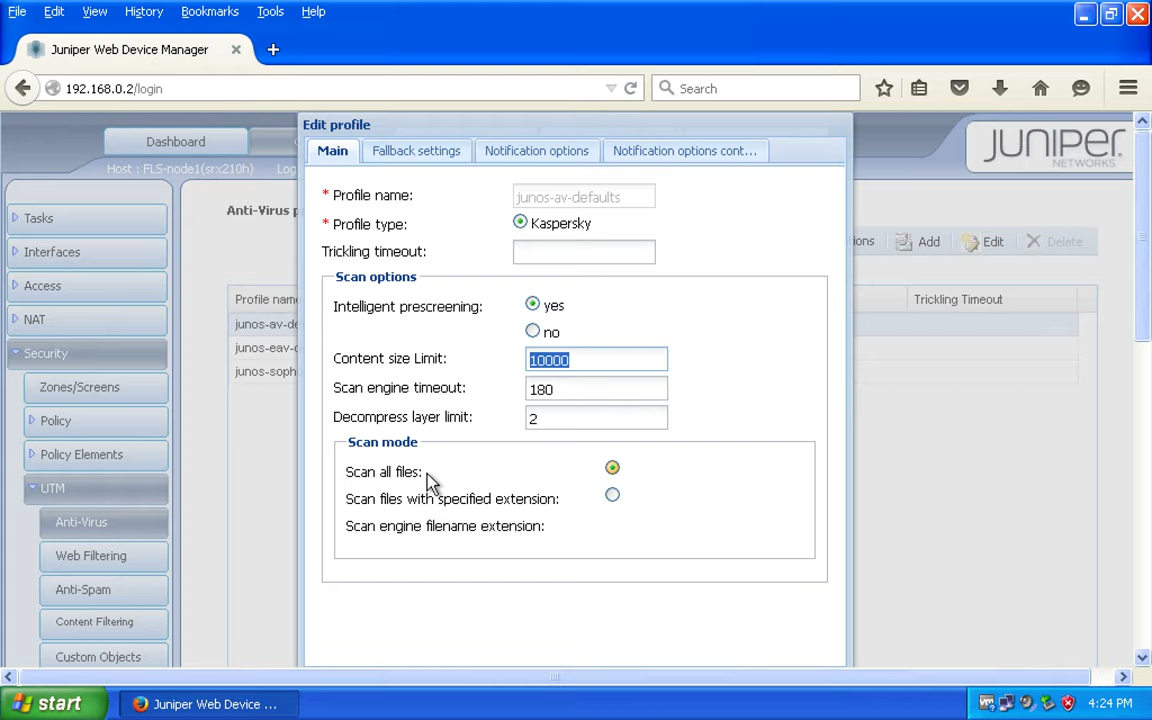 File Edit View History Bookmarks Tools Help
Juniper Web Device Manager
192.168.0.2/login
Search
Dashboard
Host : FLS-node1(srx210h) Log
JUNIPER
NETWORKS
Edit profile
Main Fallback settings Notification options Notification options cont...
* Profile name: junos-av-defaults
* Profile type: Kaspersky
Trickling timeout:
Scan options
Intelligent prescreening: yes
no
Content size Limit: 10000
Scan engine timeout: 180
Decompress layer limit: 2
Scan mode
Scan all files:
Scan files with specified extension:
Scan engine filename extension:
Tasks
Interfaces
Access
NAT
Security
Zones/Screens
Policy
Policy Elements
UTM
Anti-Virus
Web Filtering
Anti-Spam
Content Filtering
Custom Objects
Anti-Virus p
ions Add Edit Delete
Profile nam Trickling Timeout
junos-av-de
junos-eav-d
junos-soph
start Juniper Web Device ... 4:24 PM